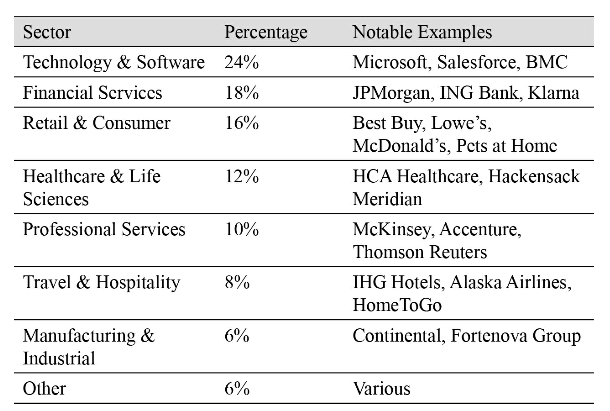 Sector Percentage Notable Examples
Technology & Software 24% Microsoft, Salesforce, BMC
Financial Services 18% JPMorgan, ING Bank, Klarna
Retail & Consumer 16% Best Buy, Lowe’s,
McDonald’s, Pets at Home
Healthcare & Life 12% HCA Healthcare, Hackensack
Sciences Meridian
Professional Services 10% McKinsey, Accenture,
Thomson Reuters
Travel & Hospitality 8% IHG Hotels, Alaska Airlines,
HomeToGo
Manufacturing & 6% Continental, Fortenova Group
Industrial
Other 6% Various